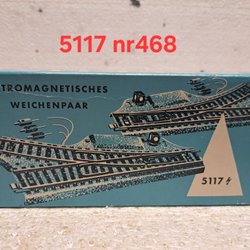 5117 nr468
TROMAGNETISCHES
WEICHENPAAR
5117